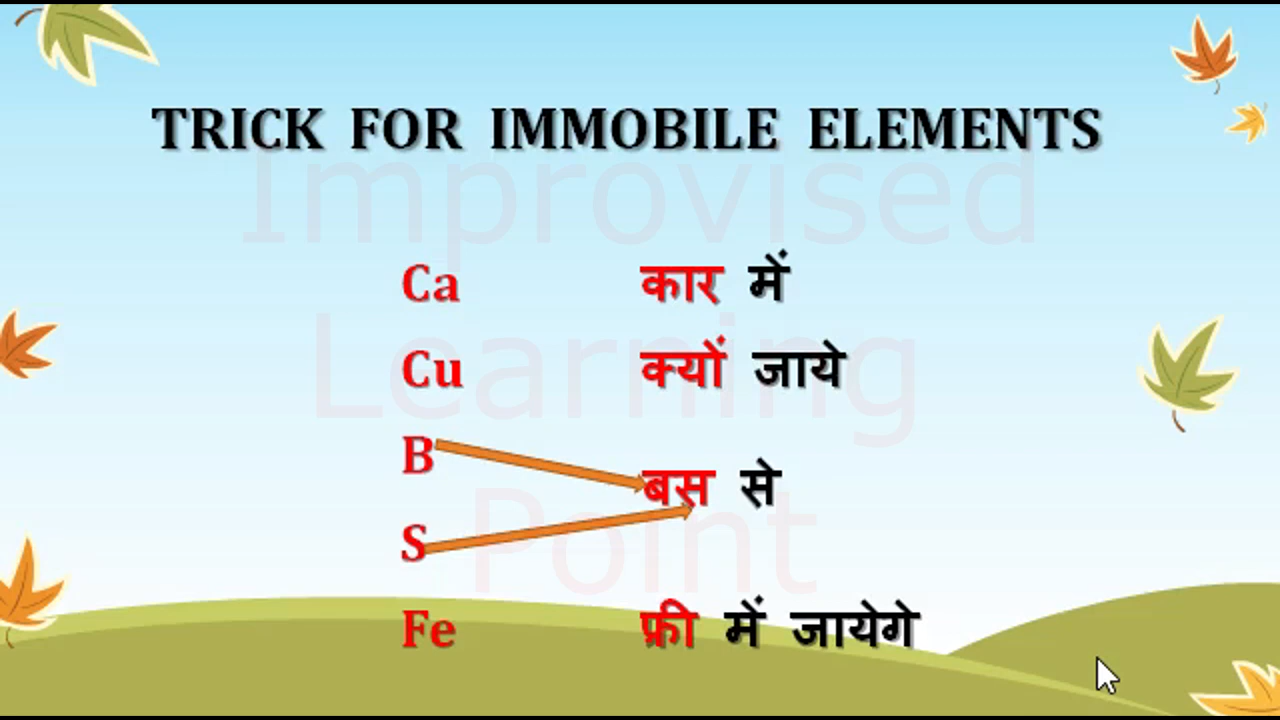 TRICK FOR IMMOBILE ELEMENTS
Improvised
Learning
Point
Ca कार में
Cu क्यों जाये
B
बस से
S
Fe फ्री में जायेगे